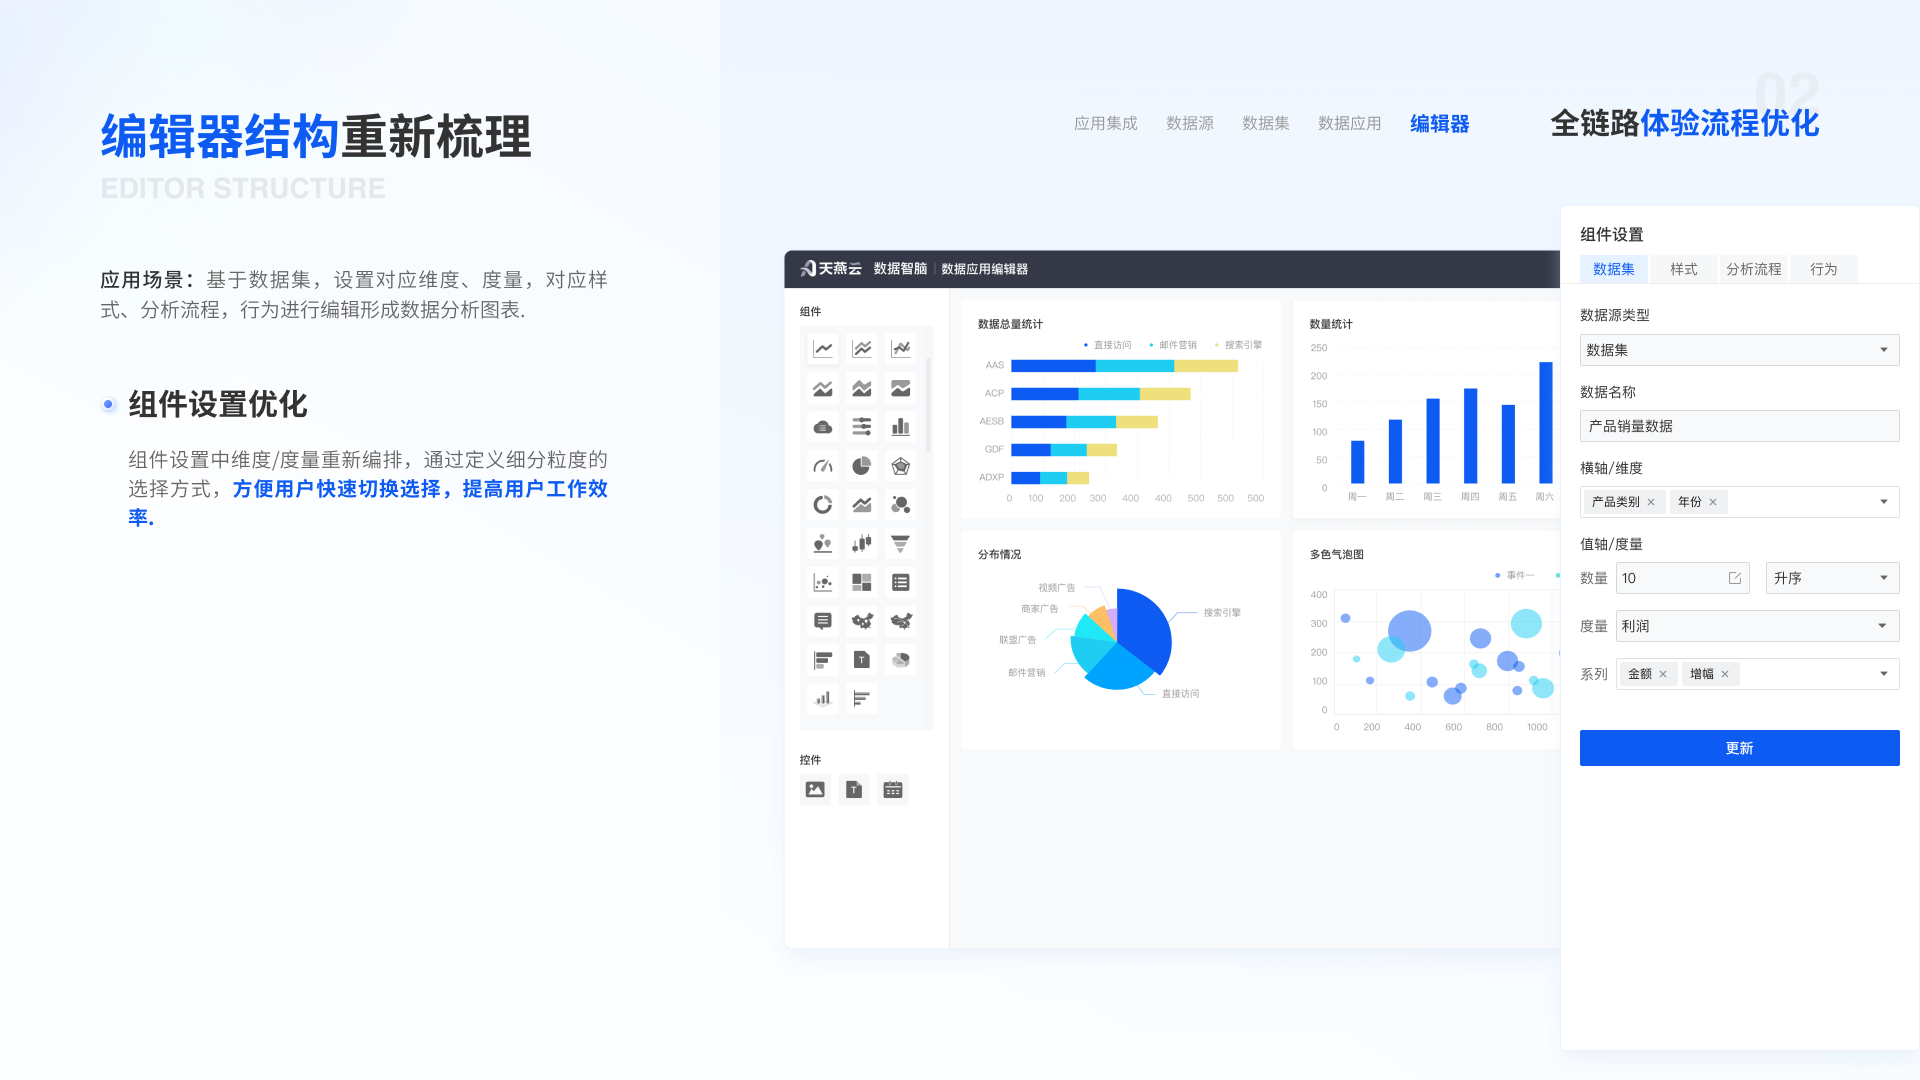 编辑器结构重新梳理
EDITOR STRUCTURE
应用场景：基于数据集，设置对应维度、度量，对应样
式、分析流程，行为进行编辑形成数据分析图表.
组件设置优化
组件设置中维度/度量重新编排，通过定义细分粒度的
选择方式，方便用户快速切换选择，提高用户工作效
率.
应用集成 数据源 数据集 数据应用 编辑器
02
全链路体验流程优化
天燕云 数据智脑 数据应用编辑器
组件
T
控件
T
数据总量统计
直接访问 邮件营销 搜索引擎
AAS
ACP
AESB
GDF
ADXP
0 100 200 300 400 400 500 500 500
数量统计
250
200
150
100
50
0
周一 周二 周三 周四 周五 周六
分布情况
视频广告
商家广告
联盟广告
邮件营销
搜索引擎
直接访问
多色气泡图
事件一
400
300
200
100
0
0 200 400 600 800 1000
组件设置
数据集 样式 分析流程 行为
数据源类型
数据集
数据名称
产品销量数据
横轴/维度
产品类别 × 年份 ×
值轴/度量
数量 10 升序
度量 利润
系列 金额 × 增幅 ×
更新